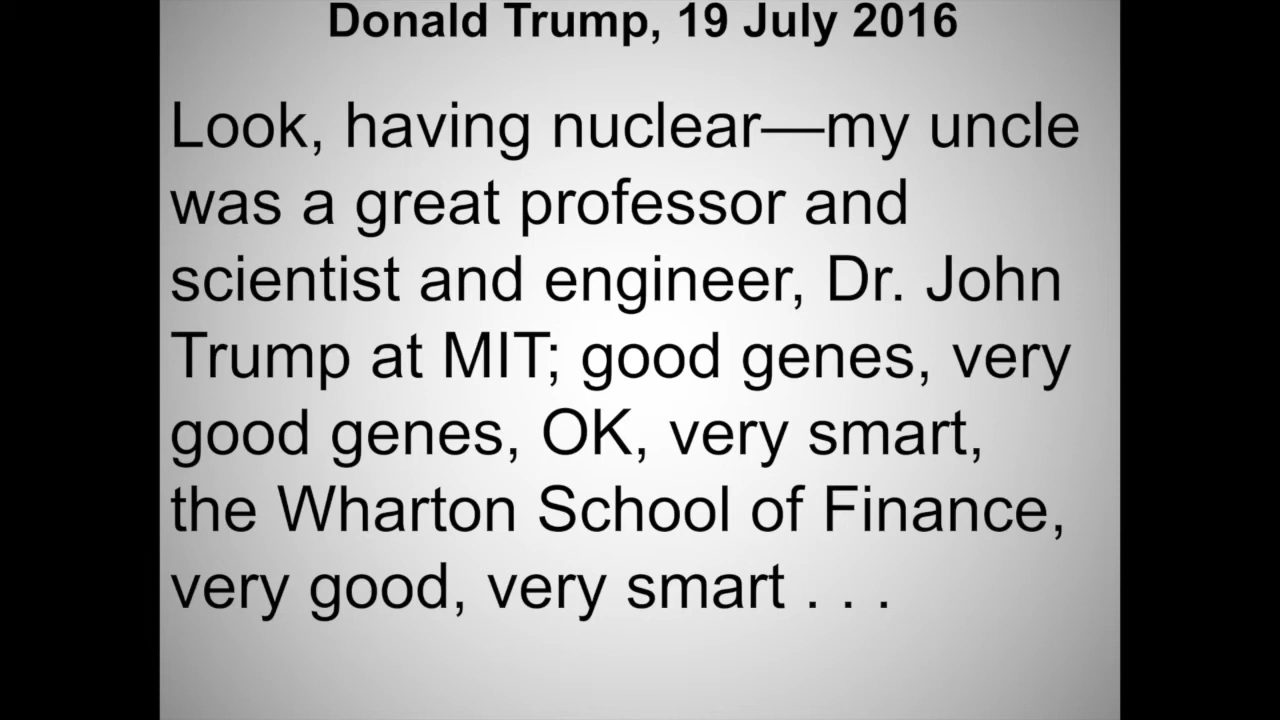 Donald Trump, 19 July 2016
Look, having nuclear—my uncle
was a great professor and
scientist and engineer, Dr. John
Trump at MIT; good genes, very
good genes, OK, very smart,
the Wharton School of Finance,
very good, very smart . . .